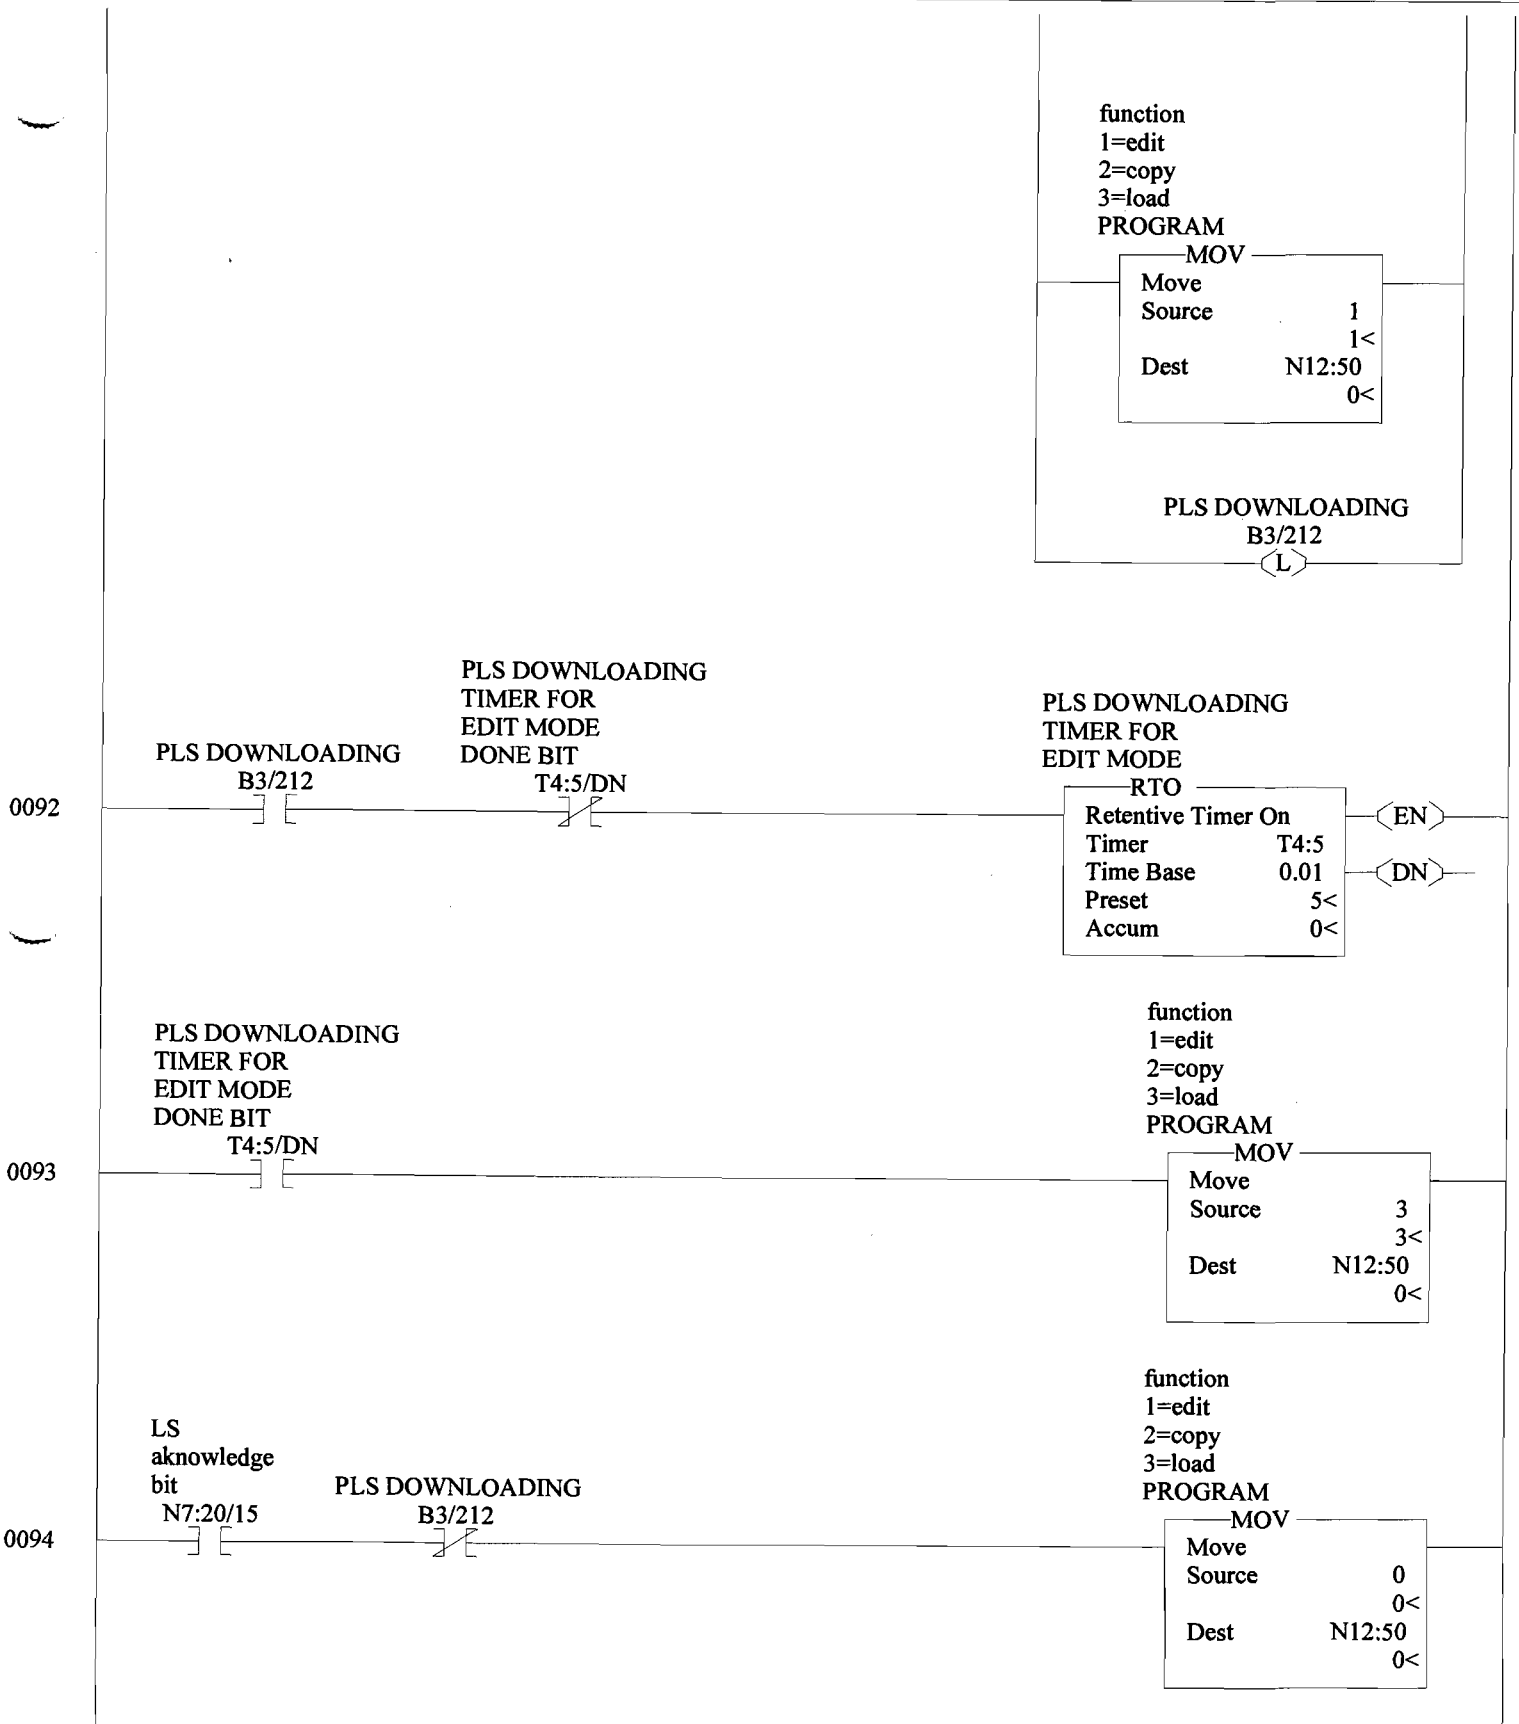 function
1=edit
2=copy
3=load
PROGRAM
MOV
Move
Source 1
1<
Dest N12:50
0<
PLS DOWNLOADING
B3/212
L
0092
PLS DOWNLOADING
B3/212
PLS DOWNLOADING
TIMER FOR
EDIT MODE
DONE BIT
T4:5/DN
PLS DOWNLOADING
TIMER FOR
EDIT MODE
RTO
Retentive Timer On
Timer T4:5
Time Base 0.01
Preset 5<
Accum 0<
EN
DN
0093
PLS DOWNLOADING
TIMER FOR
EDIT MODE
DONE BIT
T4:5/DN
function
1=edit
2=copy
3=load
PROGRAM
MOV
Move
Source 3
3<
Dest N12:50
0<
0094
LS
aknowledge
bit
N7:20/15
PLS DOWNLOADING
B3/212
function
1=edit
2=copy
3=load
PROGRAM
MOV
Move
Source 0
0<
Dest N12:50
0<